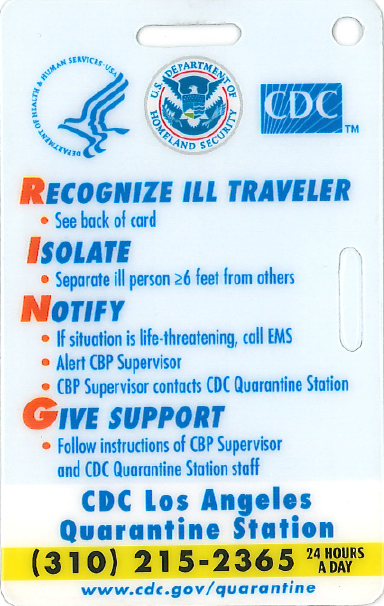 DEPARTMENT OF HEALTH & HUMAN SERVICES • USA
U.S. DEPARTMENT OF HOMELAND SECURITY
CDC
TM
RECOGNIZE ILL TRAVELER
• See back of card
ISOLATE
• Separate ill person ≥6 feet from others
NOTIFY
• If situation is life-threatening, call EMS
• Alert CBP Supervisor
• CBP Supervisor contacts CDC Quarantine Station
GIVE SUPPORT
• Follow instructions of CBP Supervisor
and CDC Quarantine Station staff
CDC Los Angeles
Quarantine Station
(310) 215-2365 24 HOURS
A DAY
www.cdc.gov/quarantine